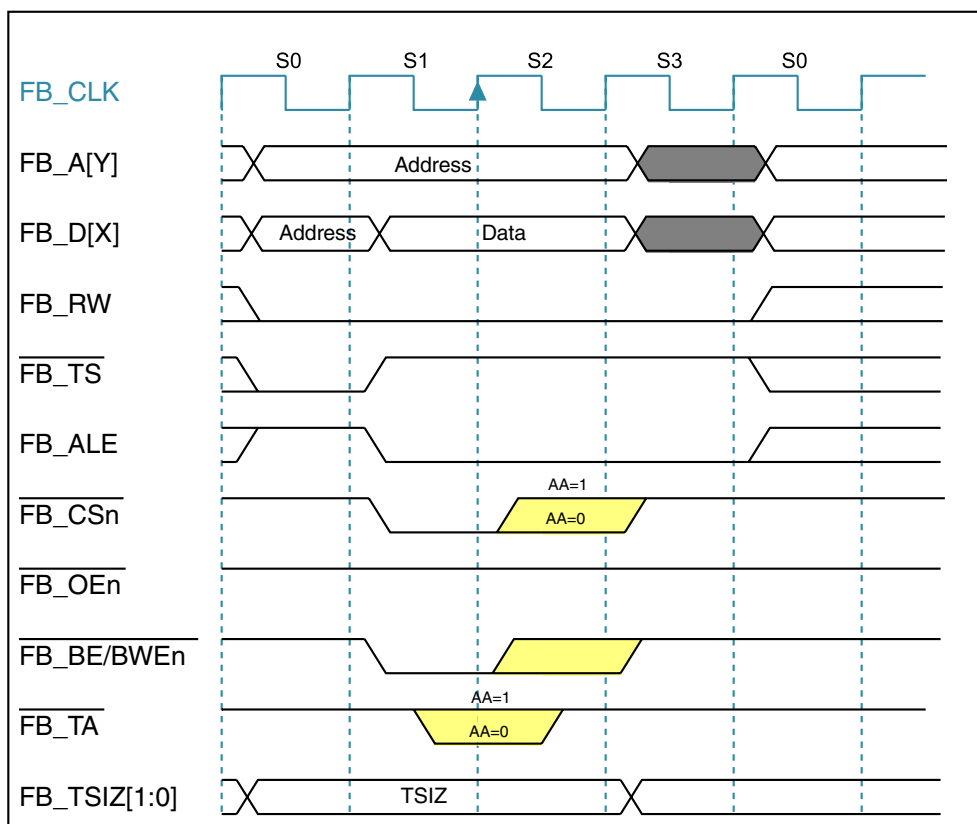 S0 S1 S2 S3 S0
FB_CLK
FB_A[Y] Address
FB_D[X] Address Data
FB_RW
FB_TS
FB_ALE
AA=1
FB_CSn AA=0
FB_OEn
FB_BE/BWEn
AA=1
FB_TA AA=0
FB_TSIZ[1:0] TSIZ